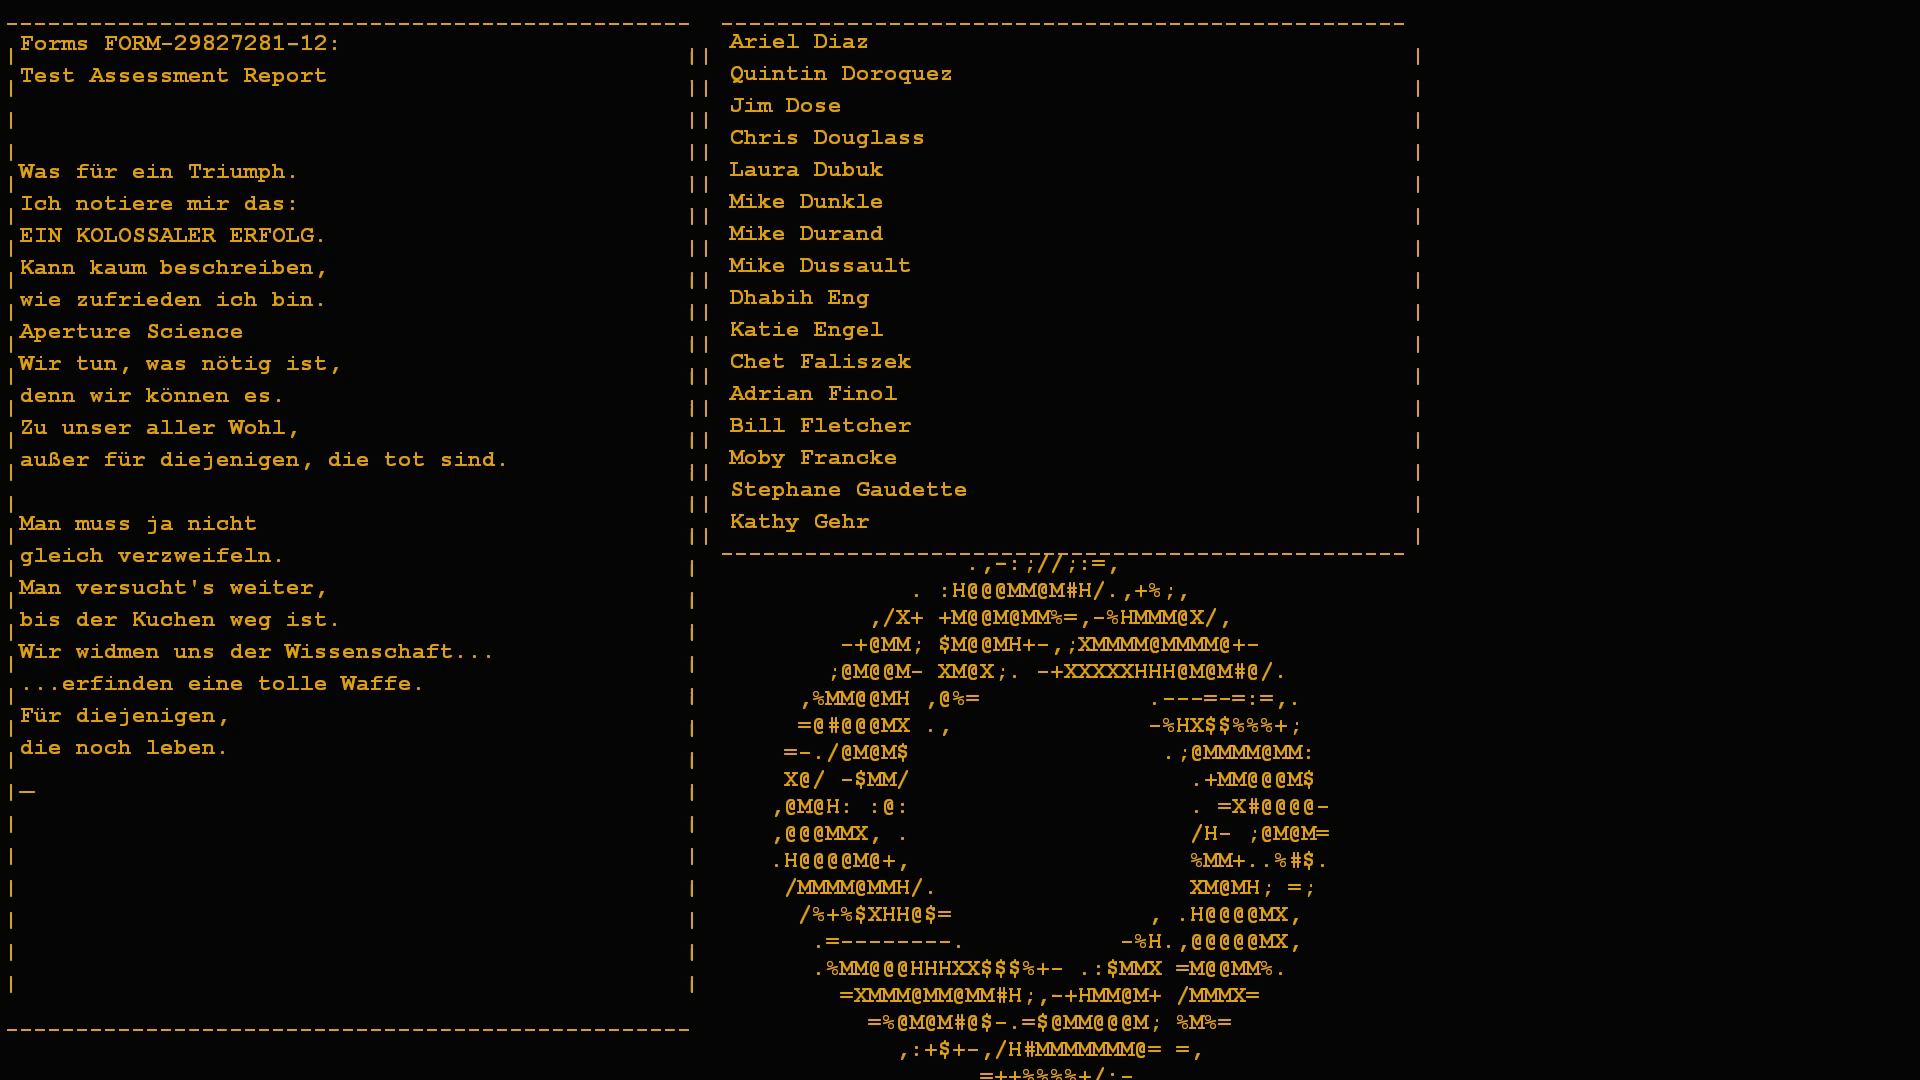 Forms FORM-29827281-12:
Test Assessment Report
Was für ein Triumph.
Ich notiere mir das:
EIN KOLOSSALER ERFOLG.
Kann kaum beschreiben,
wie zufrieden ich bin.
Aperture Science
Wir tun, was nötig ist,
denn wir können es.
Zu unser aller Wohl,
außer für diejenigen, die tot sind.
Man muss ja nicht
gleich verzweifeln.
Man versucht's weiter,
bis der Kuchen weg ist.
Wir widmen uns der Wissenschaft...
...erfinden eine tolle Waffe.
Für diejenigen,
die noch leben.
Ariel Diaz
Quintin Doroquez
Jim Dose
Chris Douglass
Laura Dubuk
Mike Dunkle
Mike Durand
Mike Dussault
Dhabih Eng
Katie Engel
Chet Faliszek
Adrian Finol
Bill Fletcher
Moby Francke
Stephane Gaudette
Kathy Gehr